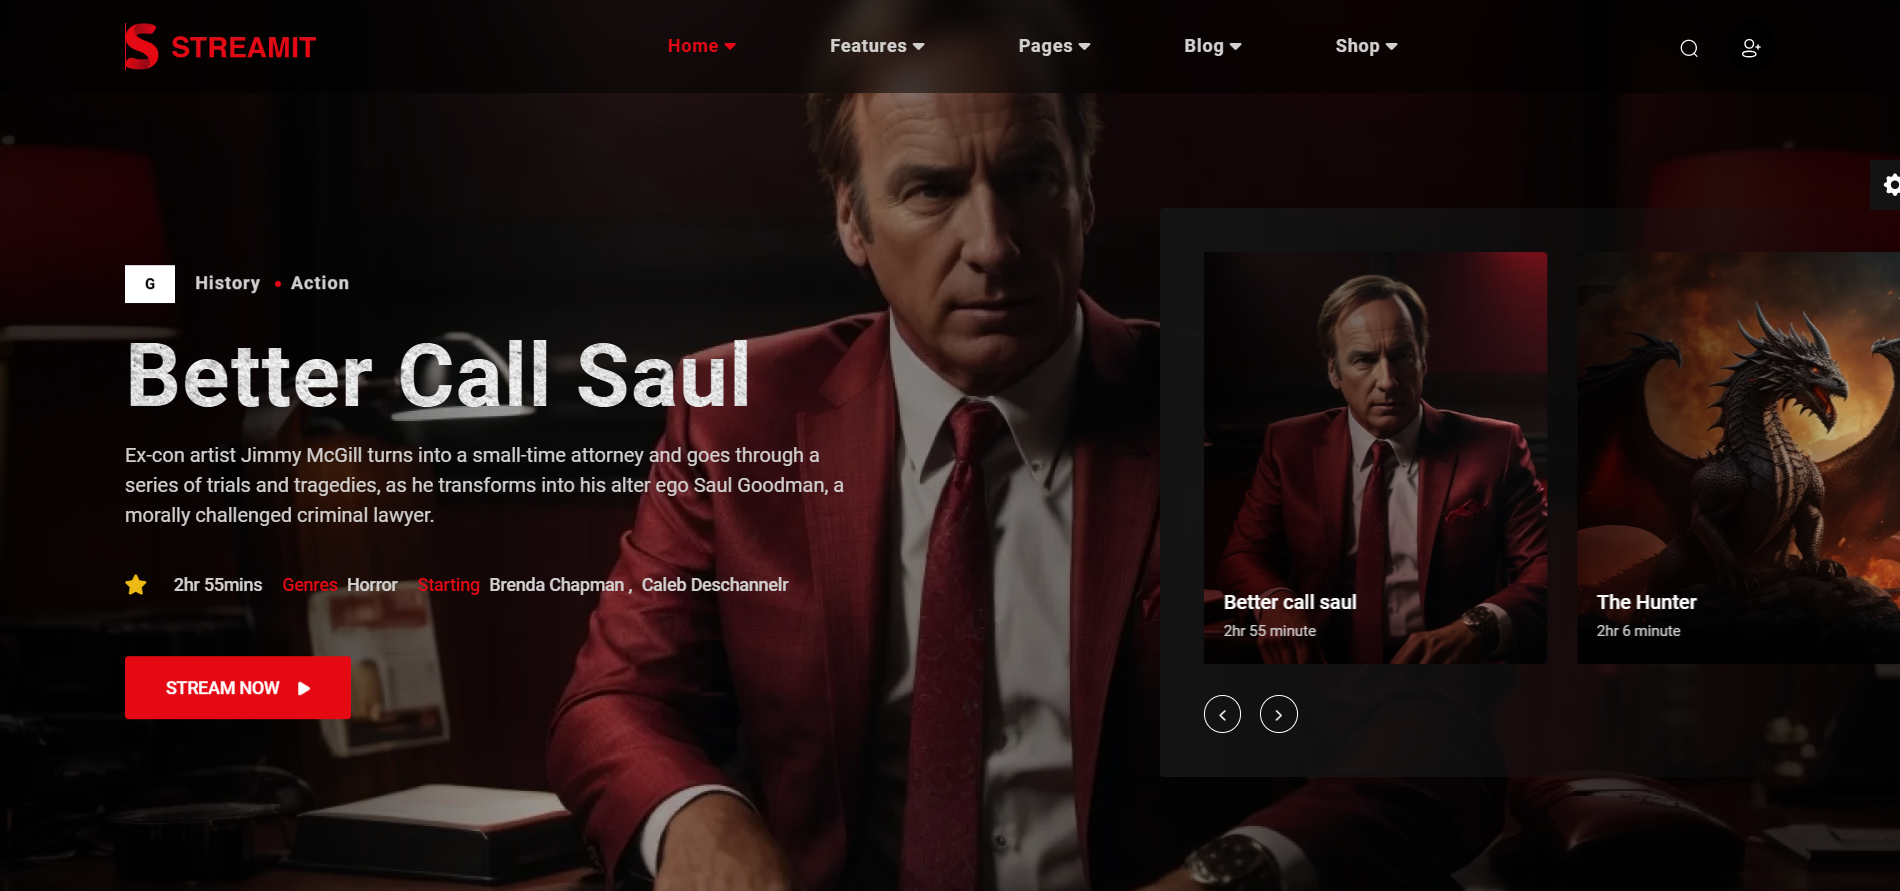 STREAMIT
Home
Features
Pages
Blog
Shop
G
History • Action
Better Call Saul
Ex-con artist Jimmy McGill turns into a small-time attorney and goes through a
series of trials and tragedies, as he transforms into his alter ego Saul Goodman, a
morally challenged criminal lawyer.
2hr 55mins Genres Horror Starting Brenda Chapman , Caleb Deschannelr
STREAM NOW
Better call saul
2hr 55 minute
The Hunter
2hr 6 minute